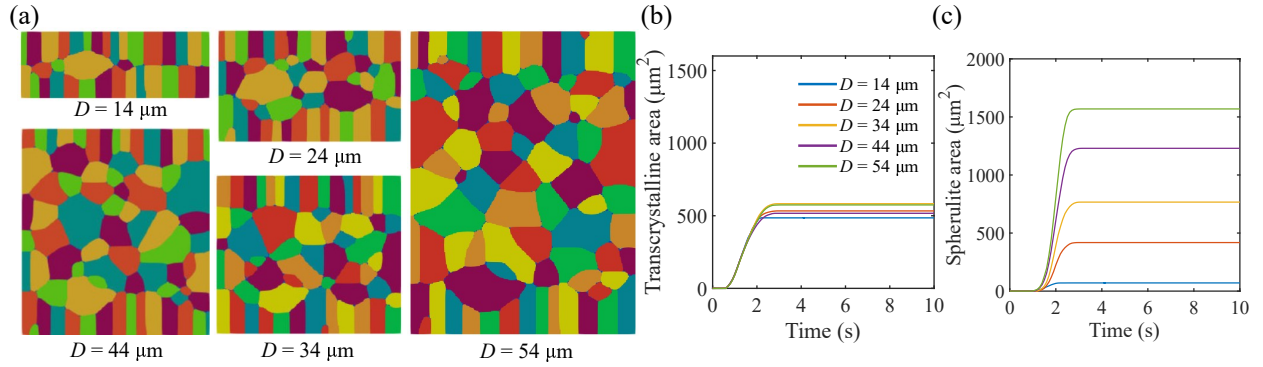 (a)
D = 14 μm
D = 24 μm
D = 44 μm
D = 34 μm
D = 54 μm
(b)
Transcrystalline area (μm²)
1500
1000
500
0
D = 14 μm
D = 24 μm
D = 34 μm
D = 44 μm
D = 54 μm
0 2 4 6 8 10
Time (s)
(c)
Spherulite area (μm²)
2000
1500
1000
500
0
0 2 4 6 8 10
Time (s)